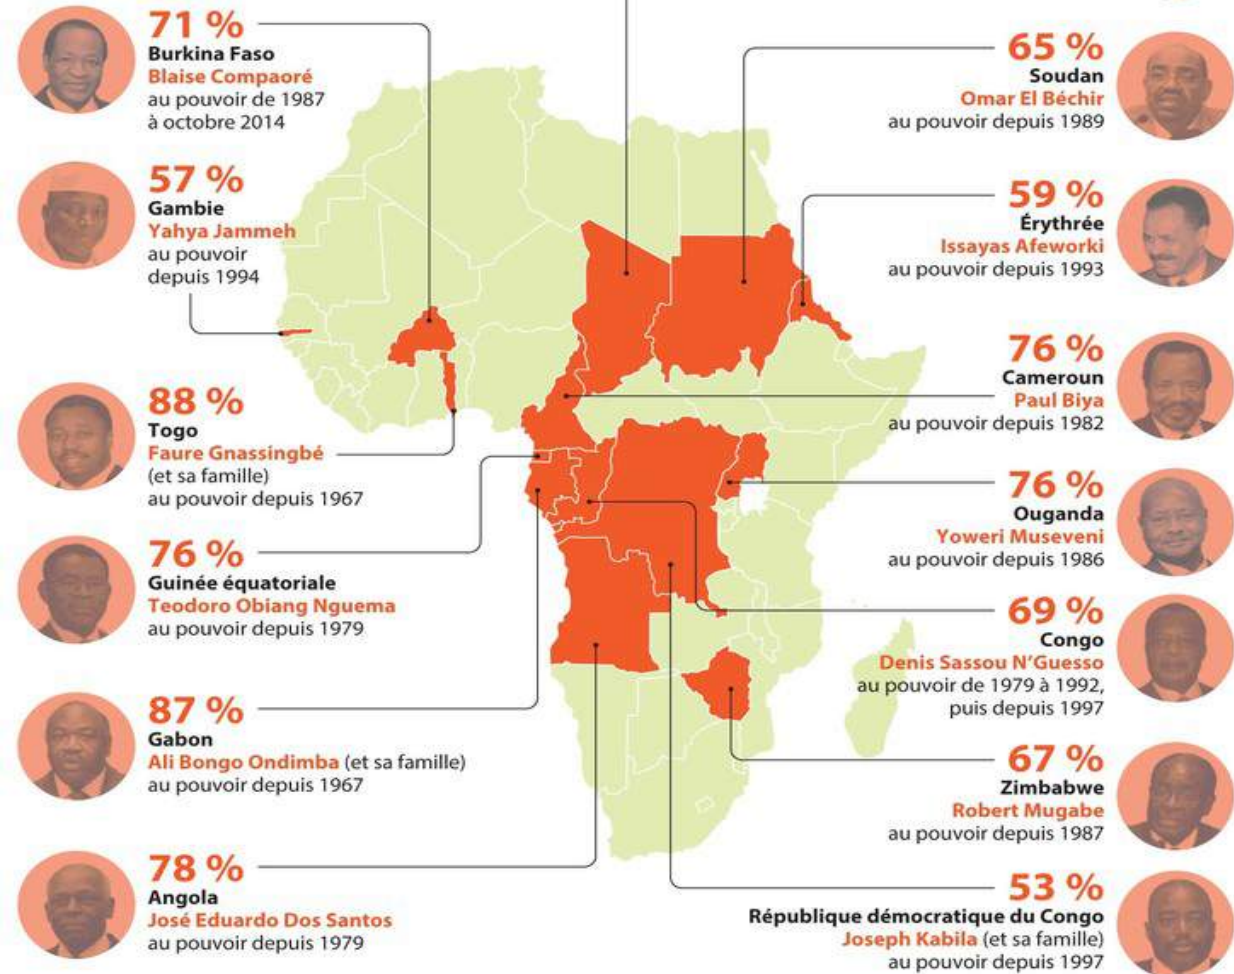 71 %
Burkina Faso
Blaise Compaoré
au pouvoir de 1987
à octobre 2014
57 %
Gambie
Yahya Jammeh
au pouvoir
depuis 1994
88 %
Togo
Faure Gnassingbé
(et sa famille)
au pouvoir depuis 1967
76 %
Guinée équatoriale
Teodoro Obiang Nguema
au pouvoir depuis 1979
87 %
Gabon
Ali Bongo Ondimba (et sa famille)
au pouvoir depuis 1967
78 %
Angola
José Eduardo Dos Santos
au pouvoir depuis 1979
65 %
Soudan
Omar El Béchir
au pouvoir depuis 1989
59 %
Érythrée
Issayas Afeworki
au pouvoir depuis 1993
76 %
Cameroun
Paul Biya
au pouvoir depuis 1982
76 %
Ouganda
Yoweri Museveni
au pouvoir depuis 1986
69 %
Congo
Denis Sassou N’Guesso
au pouvoir de 1979 à 1992,
puis depuis 1997
67 %
Zimbabwe
Robert Mugabe
au pouvoir depuis 1987
53 %
République démocratique du Congo
Joseph Kabila (et sa famille)
au pouvoir depuis 1997